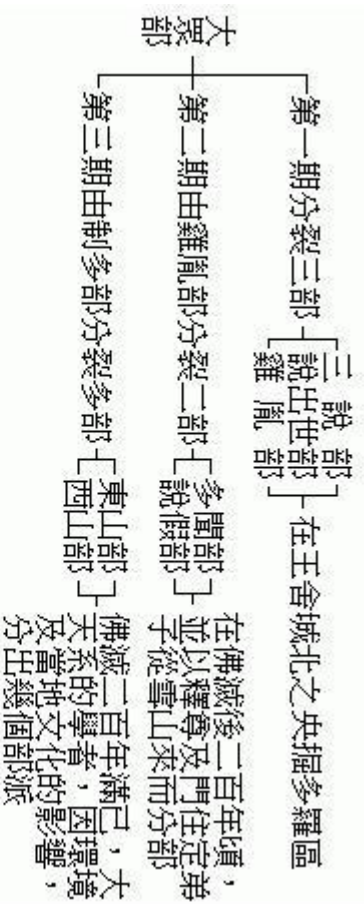 大眾部
第一期分裂三部
三說部
說出世部
雞胤部
在王舍城北之央掘多羅區
第二期由雞胤部分裂二部
多聞部
說假部
在佛滅後二百年頃，
並以釋尊及門住定弟
子從雪山來而分部
第三期由制多部分裂多部
東山部
西山部
佛滅二百年滿已，大
天系的學者，因環境
及當地文化的影響，
分出幾個部派